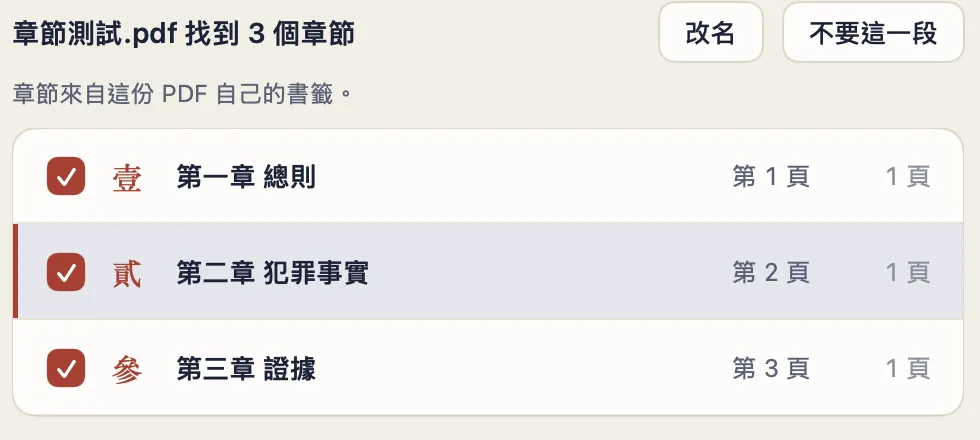 章節測試.pdf 找到 3 個章節 改名 不要這一段
章節來自這份 PDF 自己的書籤。
壹 第一章 總則 第 1 頁 1 頁
貳 第二章 犯罪事實 第 2 頁 1 頁
參 第三章 證據 第 3 頁 1 頁